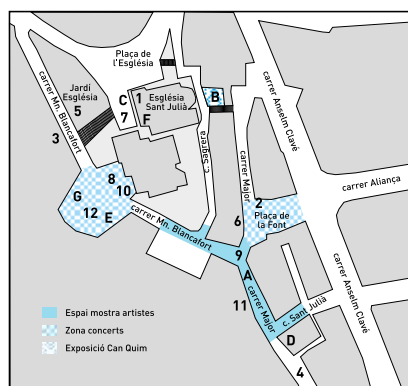 Plaça de
l'Església
carrer Mn. Blancafort
carrer Anselm Clavé
Jardí
Església
5
C
7
1
Església
Sant Julià
F
B
3
c. Sagrera
carrer Major
carrer Aliança
8
10
G
12
E
2
Plaça de
la Font
6
carrer Mn. Blancafort
9
A
11
carrer Major
c. Sant Julià
carrer Anselm Clavé
D
4
Espai mostra artistes
Zona concerts
Exposició Can Quim